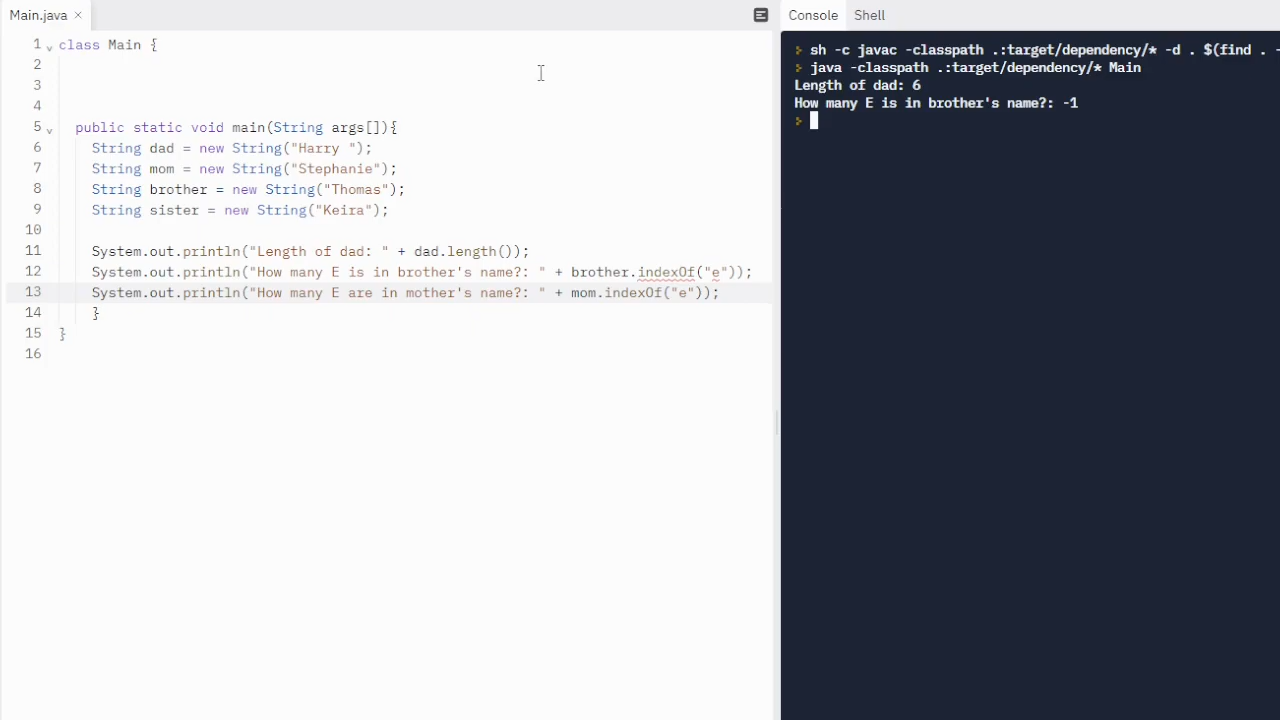 Main.java ×
1 class Main {
2
3
4
5 public static void main(String args[]){
6 String dad = new String("Harry ");
7 String mom = new String("Stephanie");
8 String brother = new String("Thomas");
9 String sister = new String("Keira");
10
11 System.out.println("Length of dad: " + dad.length());
12 System.out.println("How many E is in brother's name?: " + brother.indexOf("e"));
13 System.out.println("How many E are in mother's name?: " + mom.indexOf("e"));
14 }
15 }
16
Console Shell
sh -c javac -classpath .:target/dependency/* -d . $(find . -
java -classpath .:target/dependency/* Main
Length of dad: 6
How many E is in brother's name?: -1